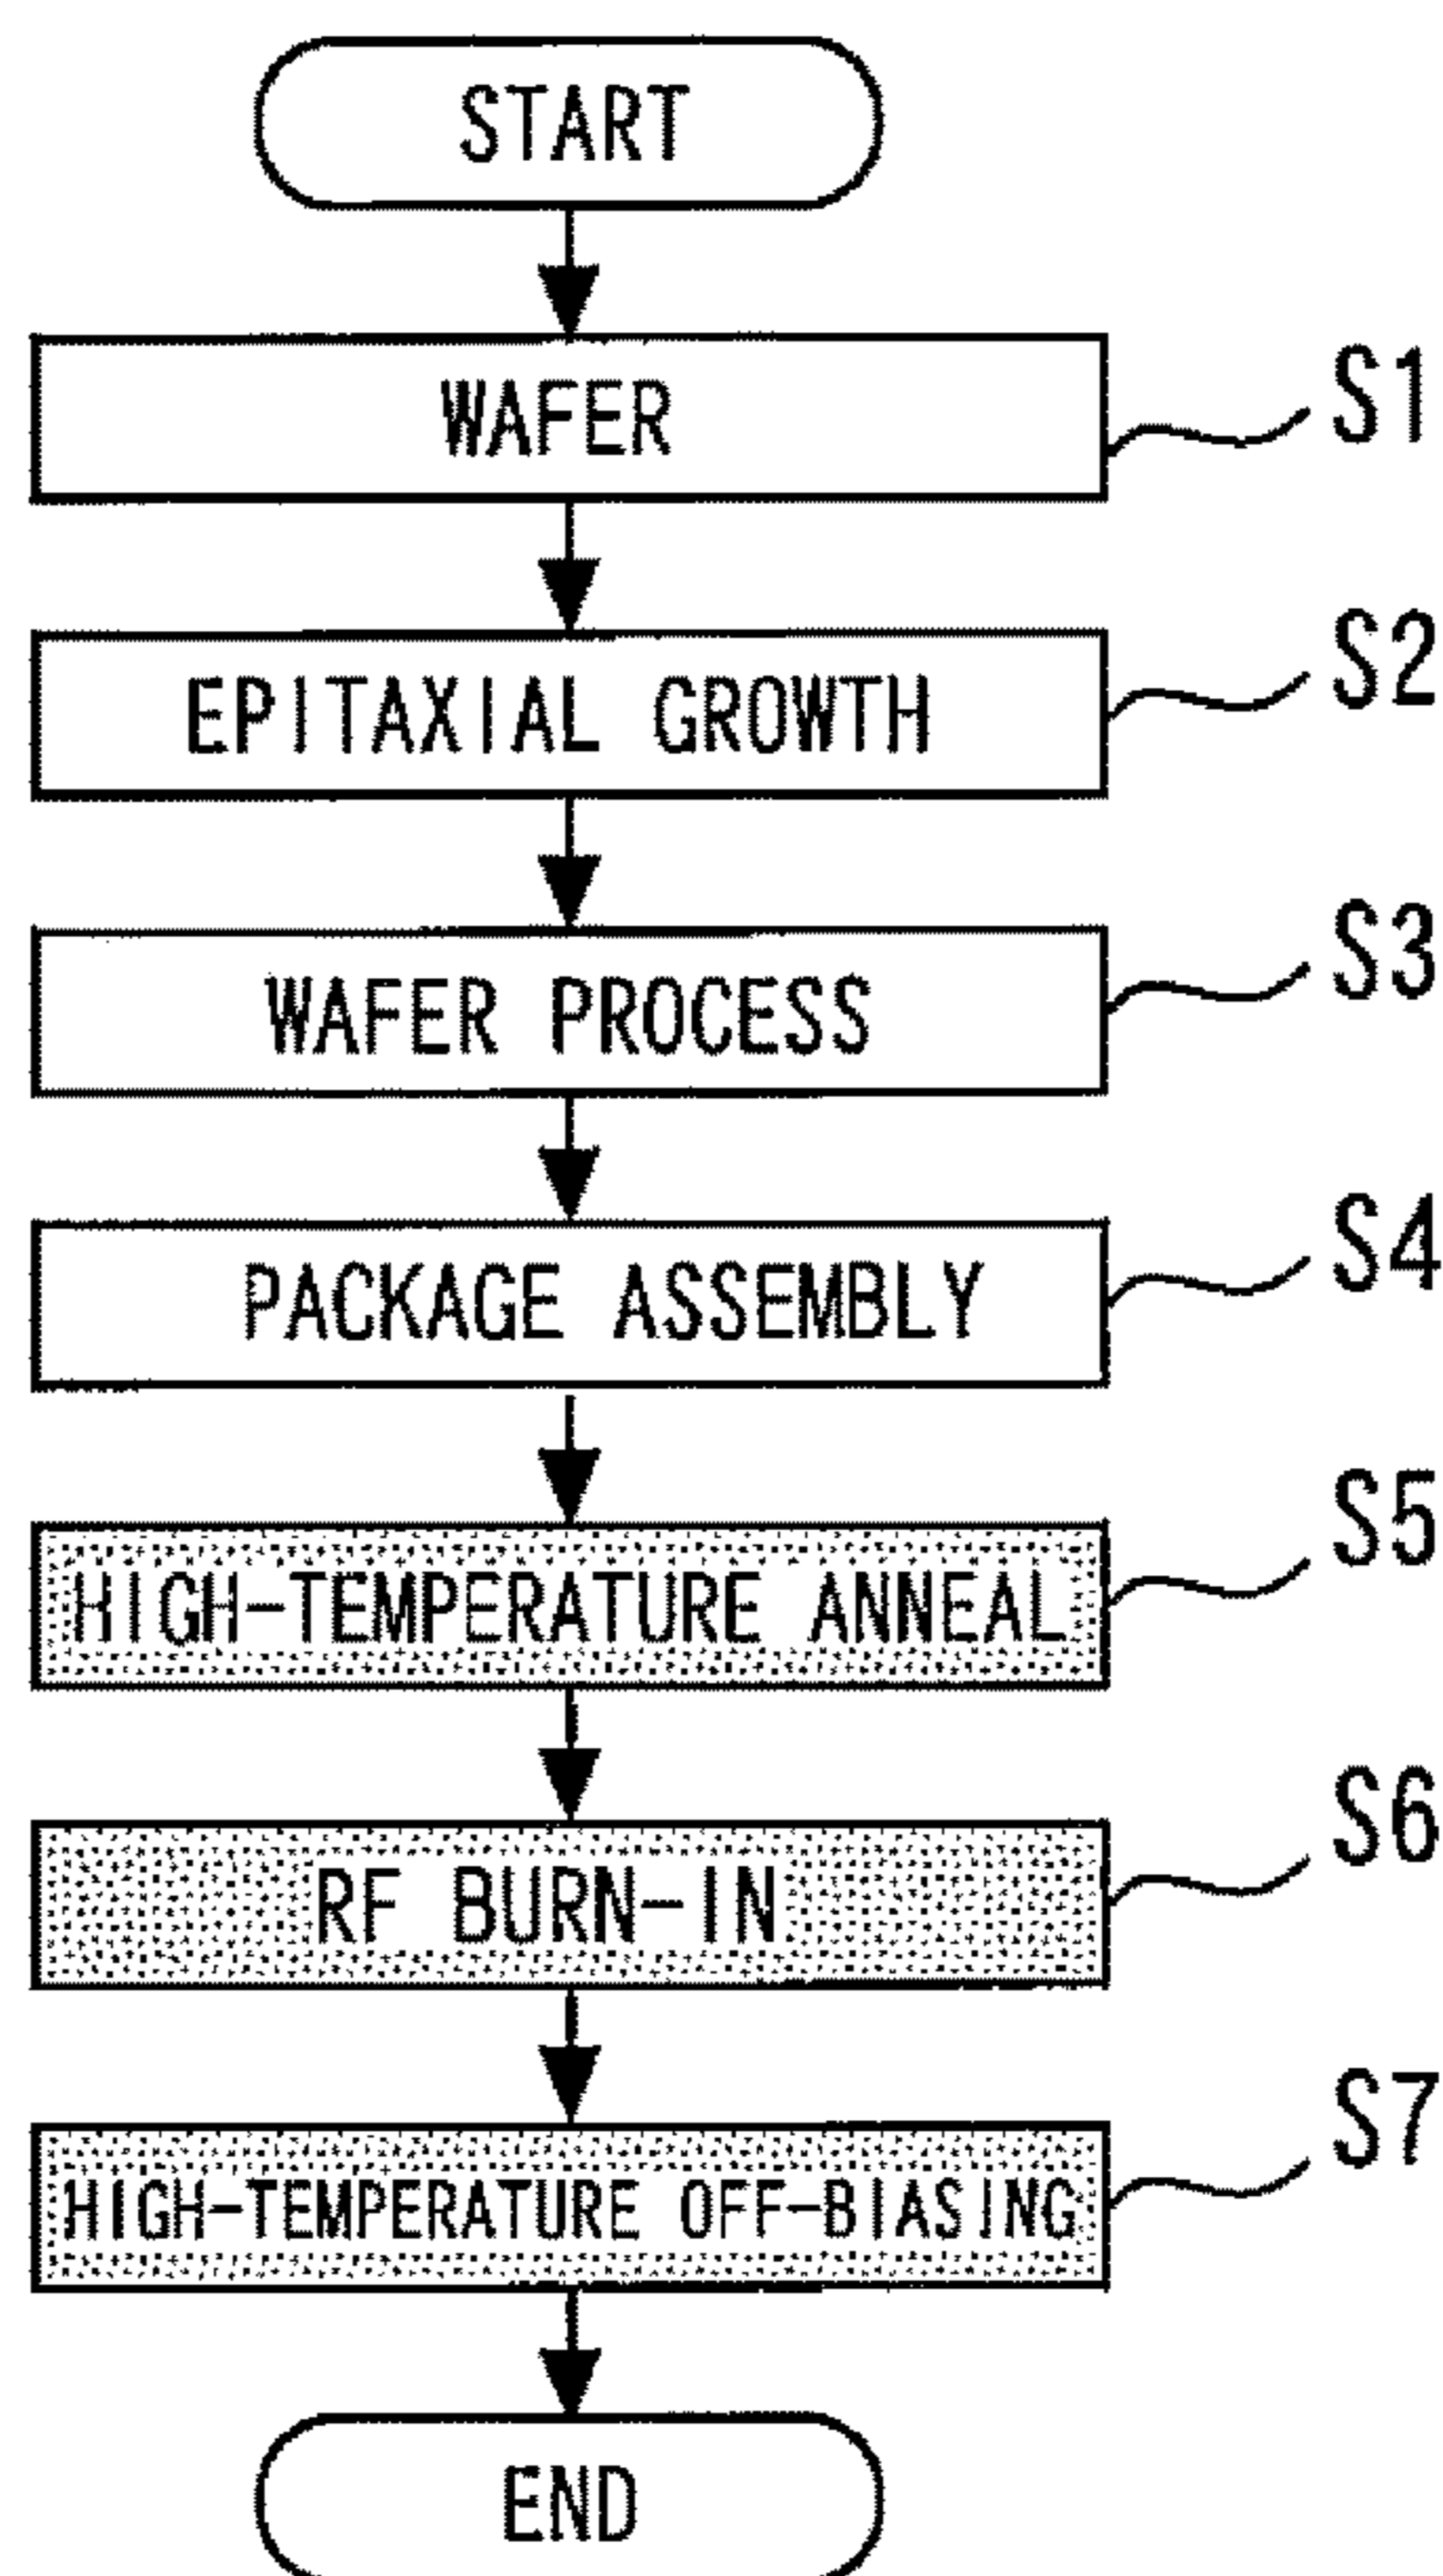 START
WAFER
S1
EPITAXIAL GROWTH
S2
WAFER PROCESS
S3
PACKAGE ASSEMBLY
S4
HIGH-TEMPERATURE ANNEAL
S5
RF BURN-IN
S6
HIGH-TEMPERATURE OFF-BIASING
S7
END